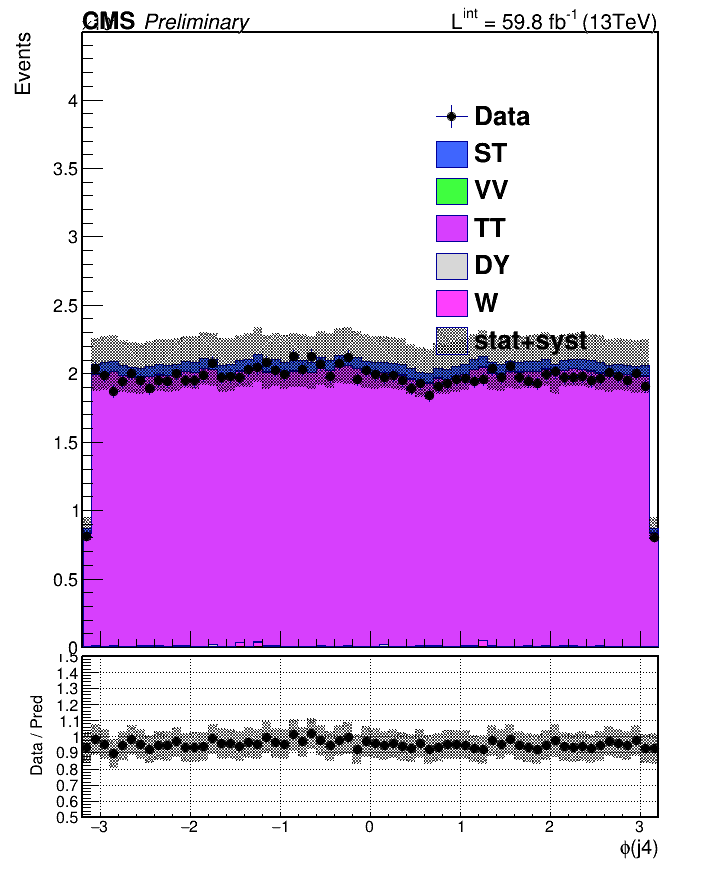 CMS Preliminary
L^int = 59.8 fb^-1 (13TeV)
Events
4
3.5
3
2.5
2
1.5
1
0.5
0
Data
ST
VV
TT
DY
W
stat+syst
Data / Pred
1.5
1.4
1.3
1.2
1.1
1
0.9
0.8
0.7
0.6
0.5
−3
−2
−1
0
1
2
3
ϕ(j4)